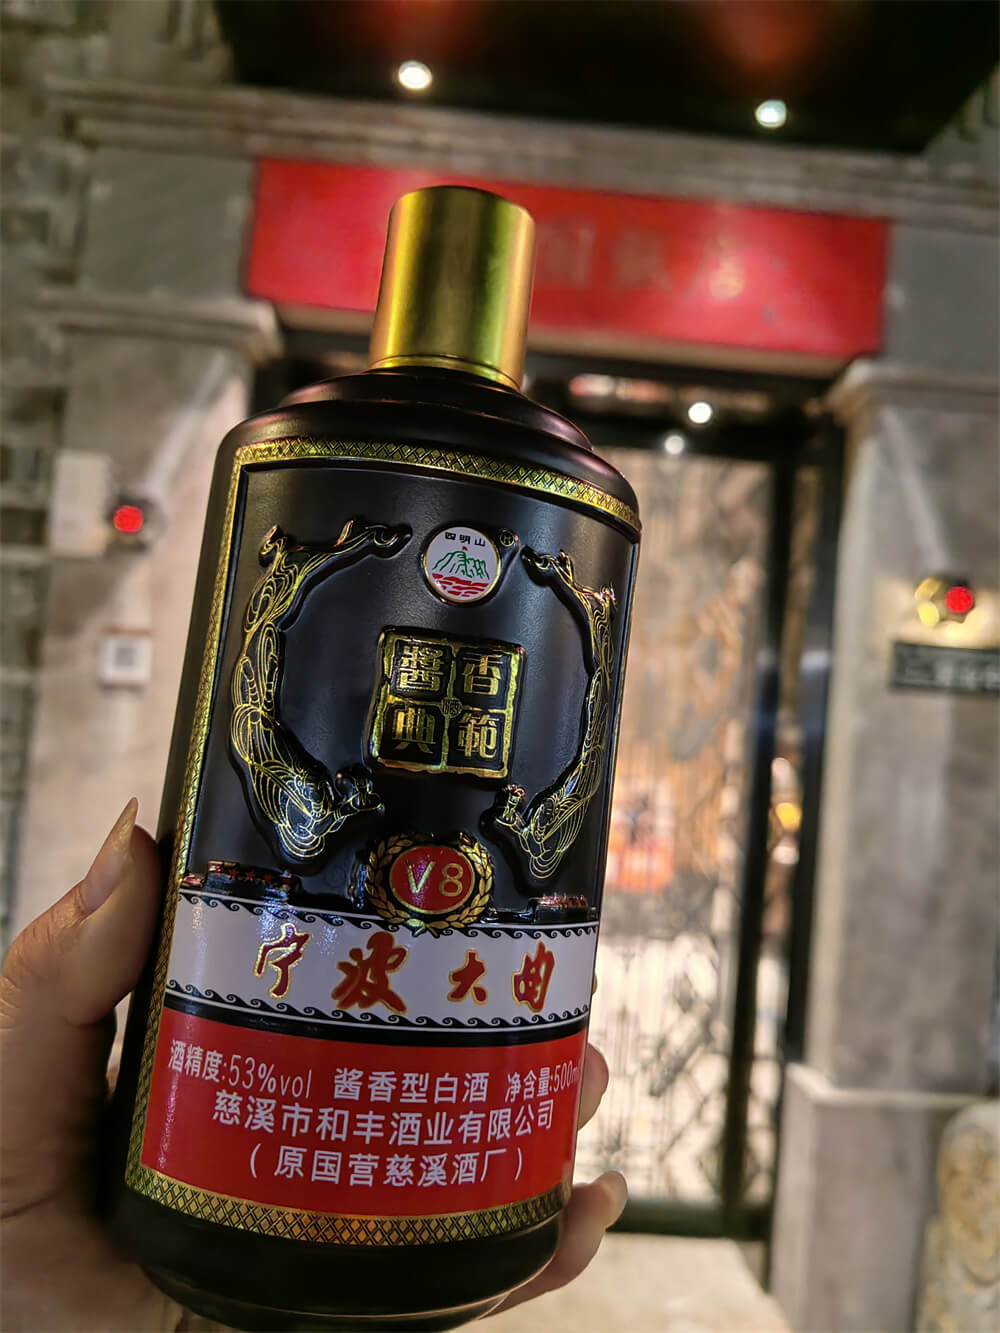 四明山
®
醬香
典範
V8
宁波大曲
酒精度:53%vol 酱香型白酒 净含量:500ml
慈溪市和丰酒业有限公司
(原国营慈溪酒厂)